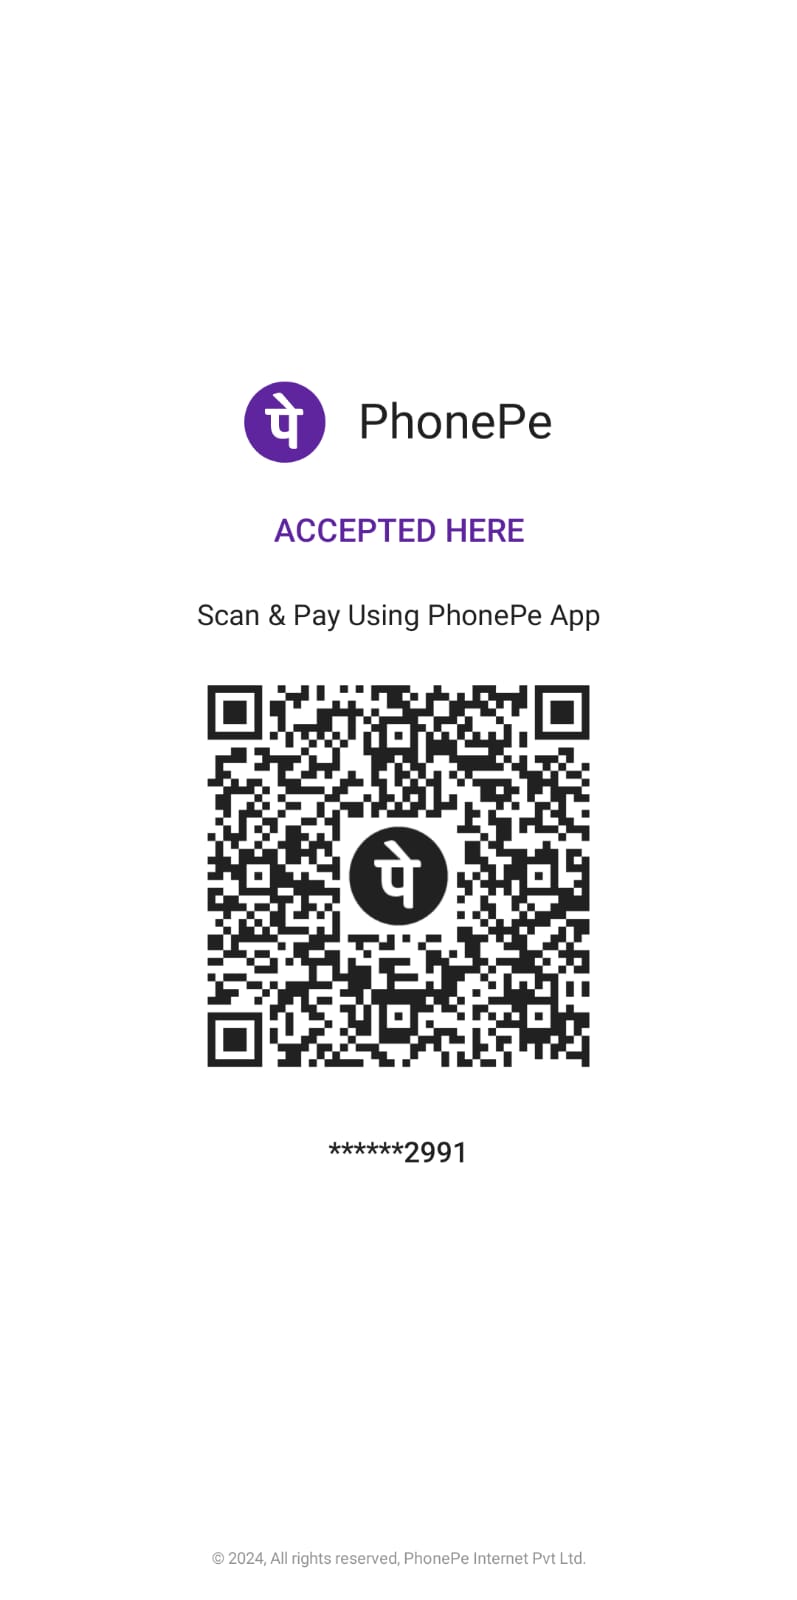 पे PhonePe
ACCEPTED HERE
Scan & Pay Using PhonePe App
पे
******2991
© 2024, All rights reserved, PhonePe Internet Pvt Ltd.